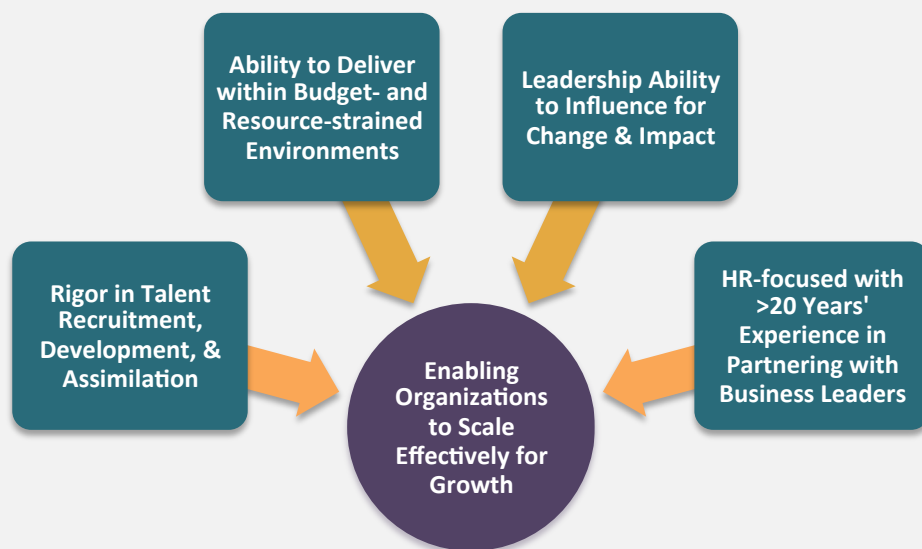 Ability to Deliver
within Budget- and
Resource-strained
Environments
Leadership Ability
to Influence for
Change & Impact
Rigor in Talent
Recruitment,
Development, &
Assimilation
HR-focused with
>20 Years'
Experience in
Partnering with
Business Leaders
Enabling
Organizations
to Scale
Effectively for
Growth